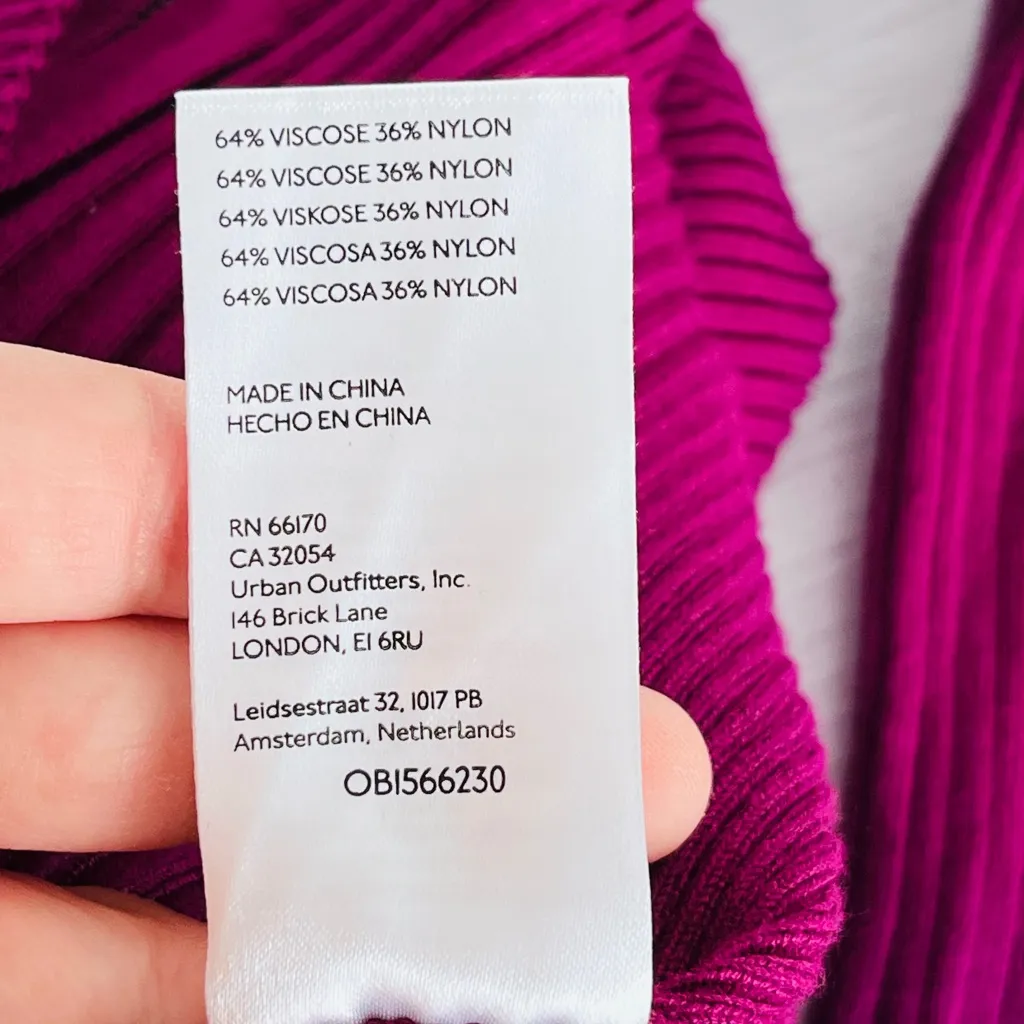 64% VISCOSE 36% NYLON
64% VISCOSE 36% NYLON
64% VISKOSE 36% NYLON
64% VISCOSA 36% NYLON
64% VISCOSA 36% NYLON
MADE IN CHINA
HECHO EN CHINA
RN 66170
CA 32054
Urban Outfitters, Inc.
146 Brick Lane
LONDON, E1 6RU
Leidsestraat 32, 1017 PB
Amsterdam, Netherlands
OB1566230